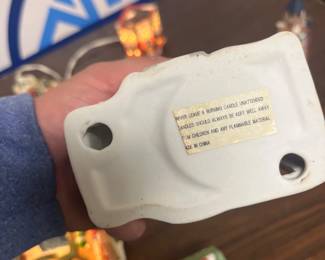 NEVER LEAVE A BURNING CANDLE UNATTENDED
CANDLES SHOULD ALWAYS BE KEPT WELL AWAY
FROM CHILDREN AND ANY FLAMMABLE MATERIAL
MADE IN CHINA